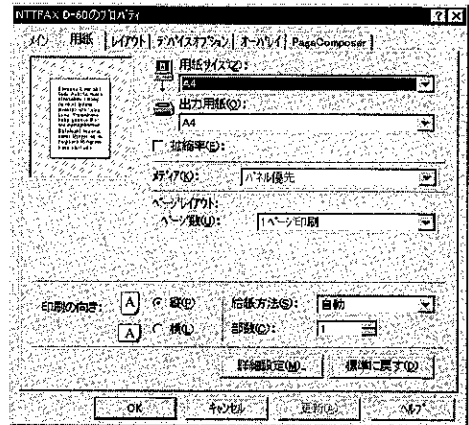 NTTFAX D-60のプロパティ
メイン 用紙 レイアウト デバイスオプション オーバレイ PageComposer
用紙サイズ(Z):
A4
出力用紙(O):
A4
拡縮率(E):
メディア(K): パネル優先
ページレイアウト:
ページ数(U): 1ページ印刷
印刷の向き: A 縦(P) 給紙方法(S): 自動
A 横(L) 部数(C): 1
詳細設定(M)... 標準に戻す(D)
OK キャンセル 更新(A) ヘルプ